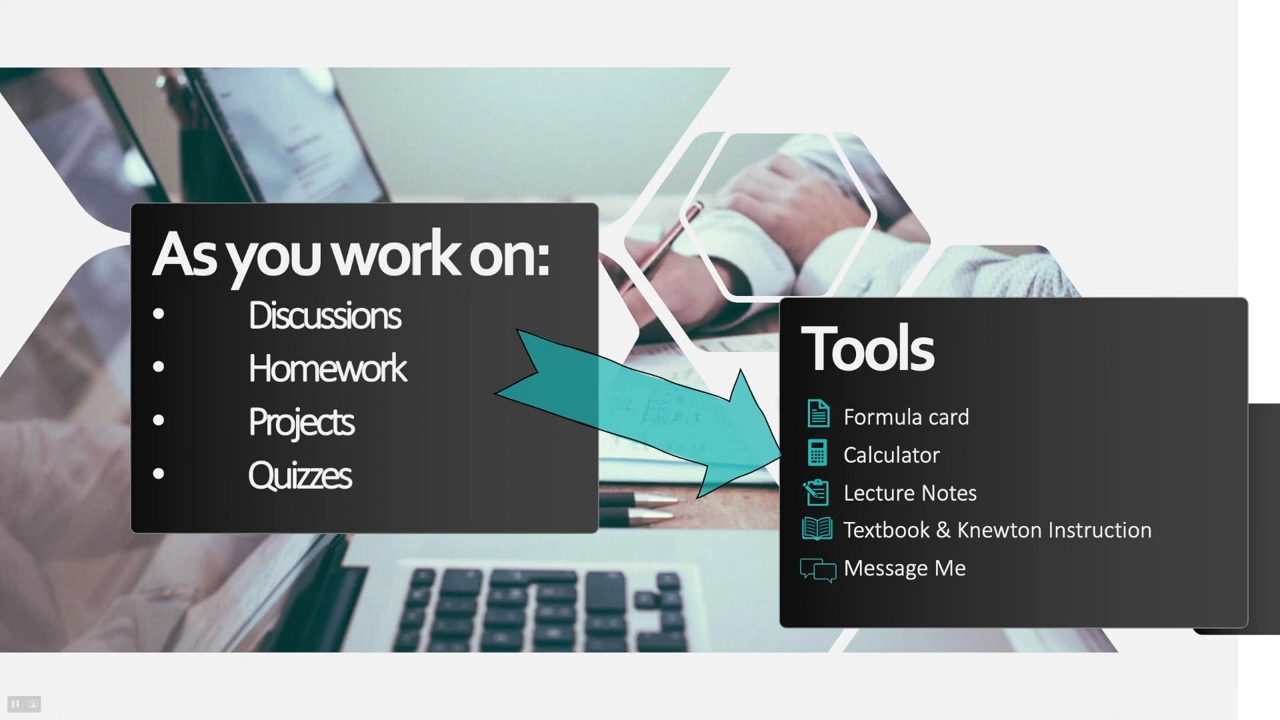 As you work on:
• Discussions
• Homework
• Projects
• Quizzes
Tools
Formula card
Calculator
Lecture Notes
Textbook & Knewton Instruction
Message Me